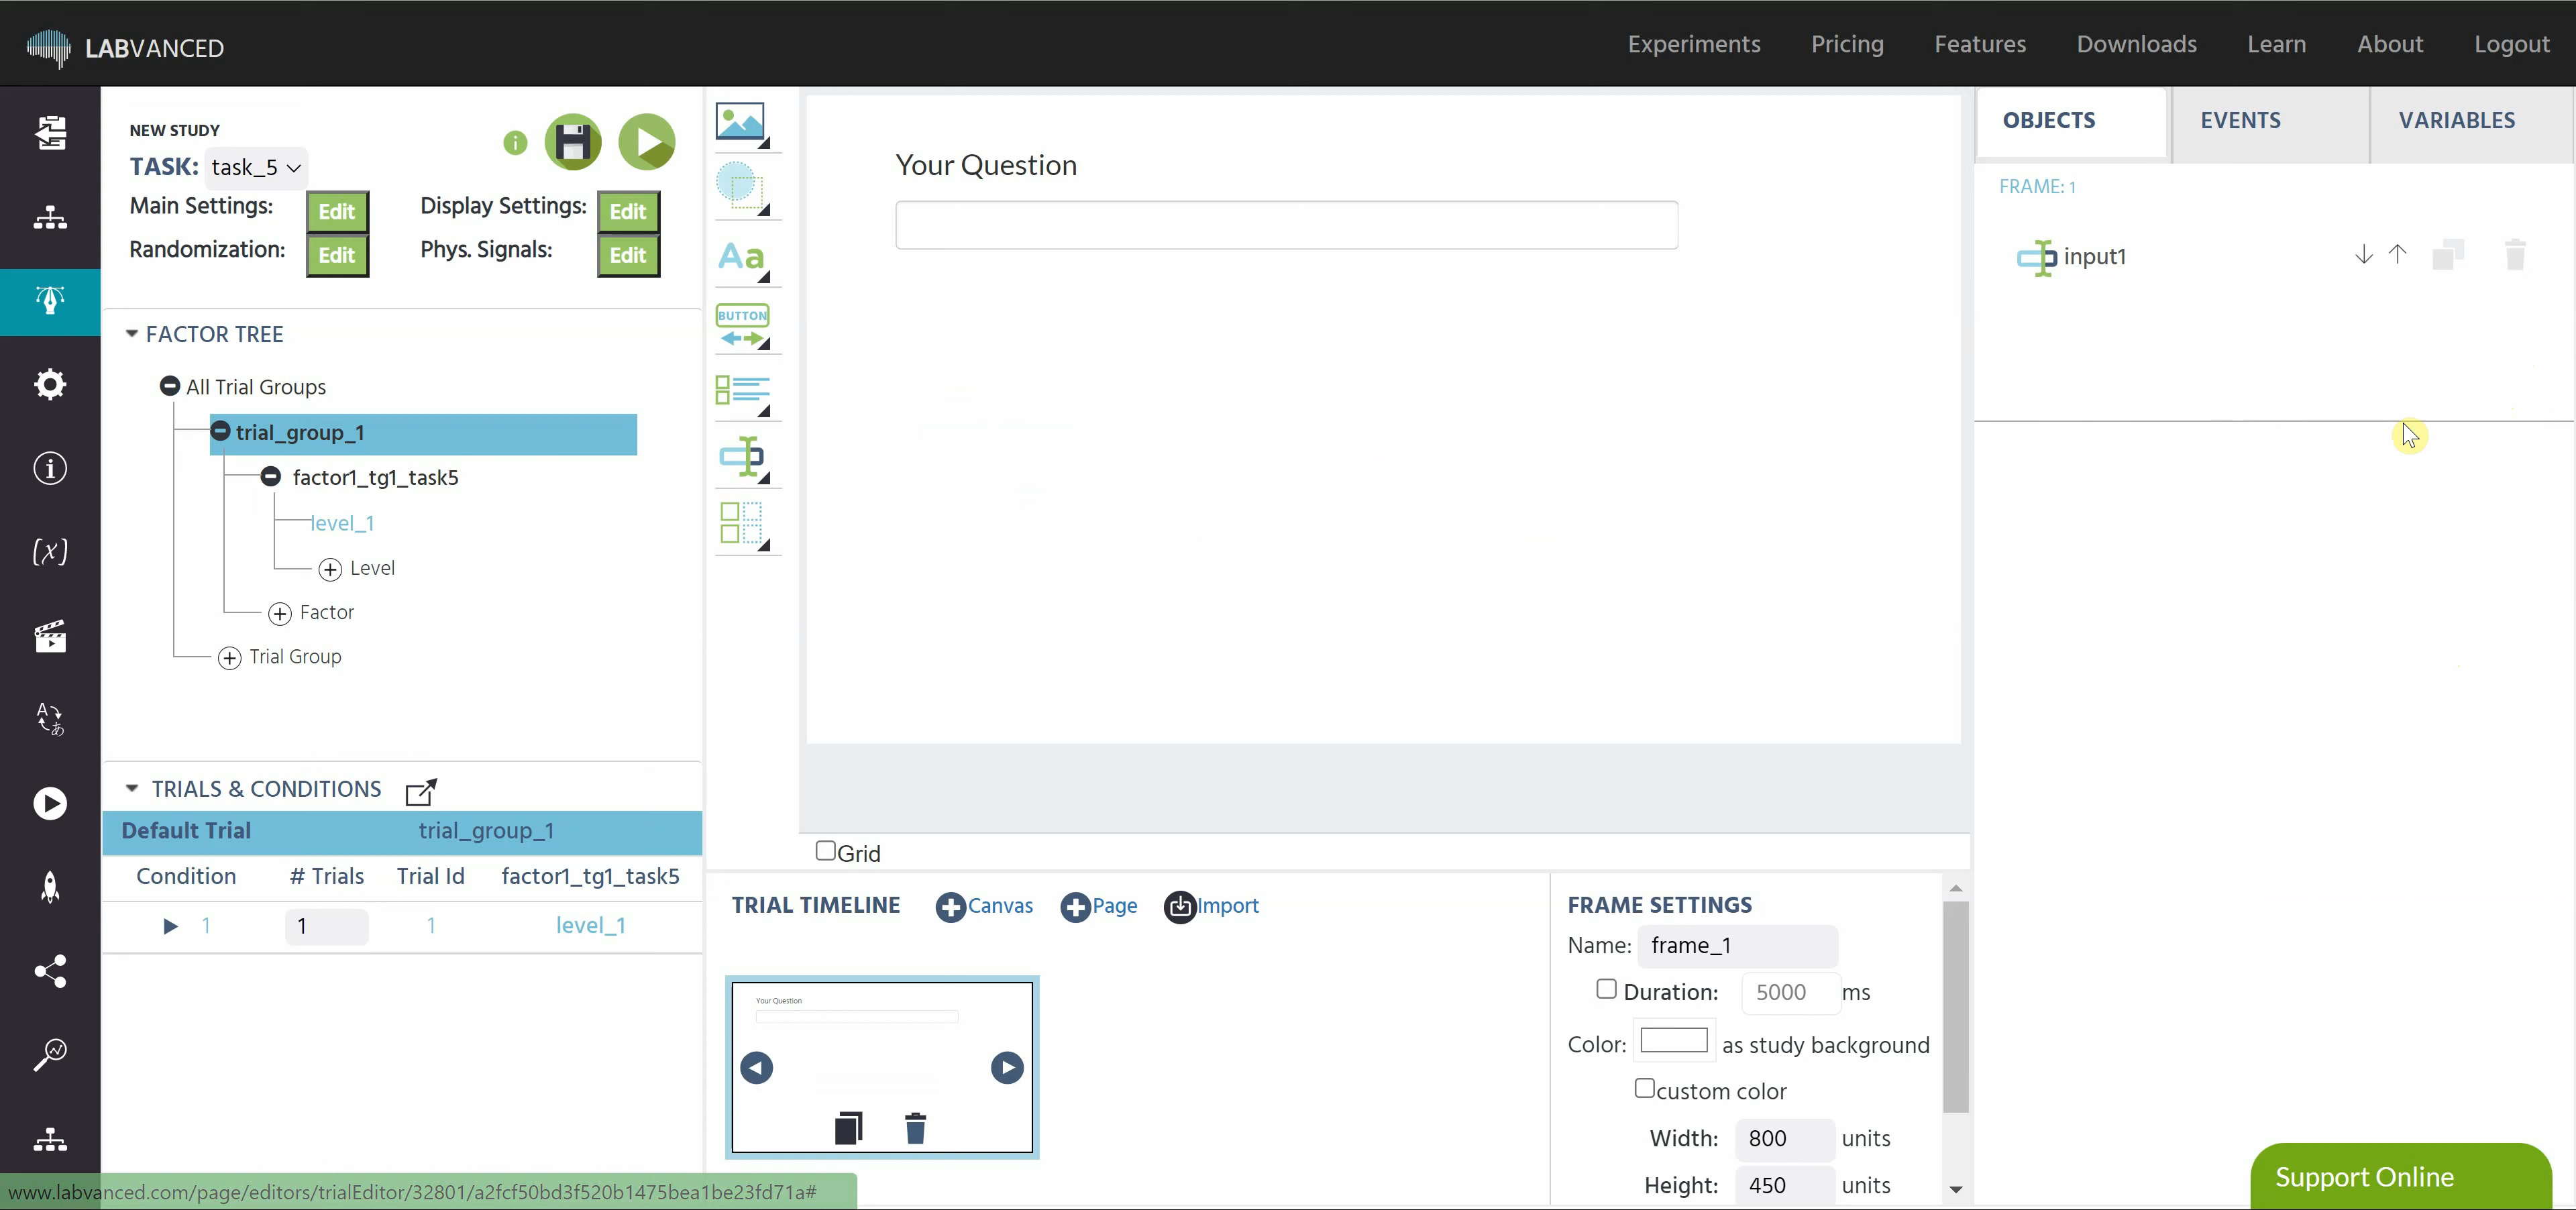 LABVANCED
Experiments Pricing Features Downloads Learn About Logout
NEW STUDY
TASK: task_5
Main Settings: Edit Display Settings: Edit
Randomization: Edit Phys. Signals: Edit
FACTOR TREE
All Trial Groups
trial_group_1
factor1_tg1_task5
level_1
Level
Factor
Trial Group
TRIALS & CONDITIONS
Default Trial trial_group_1
Condition # Trials Trial Id factor1_tg1_task5
1 1 1 level_1
Aa
BUTTON
Your Question
Grid
TRIAL TIMELINE Canvas Page Import
Your Question
FRAME SETTINGS
Name: frame_1
Duration: 5000 ms
Color: as study background
custom color
Width: 800 units
Height: 450 units
OBJECTS EVENTS VARIABLES
FRAME: 1
input1
Support Online
(x)
A あ
www.labvanced.com/page/editors/trialEditor/32801/a2fcf50bd3f520b1475bea1be23fd71a#